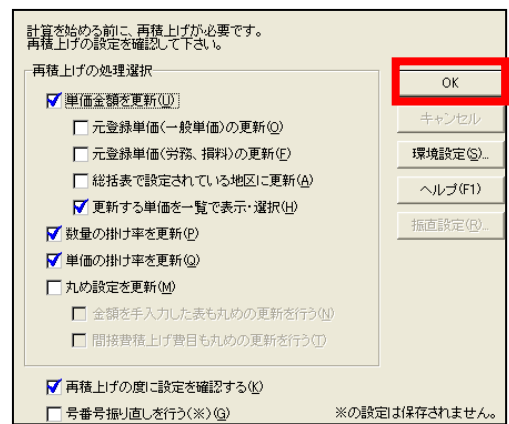 計算を始める前に、再積上げが必要です。
再積上げの設定を確認して下さい。
再積上げの処理選択
単価金額を更新(U)
元登録単価(一般単価)の更新(O)
元登録単価(労務、損料)の更新(F)
総括表で設定されている地区に更新(A)
更新する単価を一覧で表示・選択(H)
数量の掛け率を更新(P)
単価の掛け率を更新(Q)
丸め設定を更新(M)
金額を手入力した表も丸めの更新を行う(N)
間接費積上げ費目も丸めの更新を行う(T)
再積上げの度に設定を確認する(K)
号番号振り直しを行う(※)(G)
※の設定は保存されません。
OK
キャンセル
環境設定(S)...
ヘルプ(F1)
振直設定(R)...